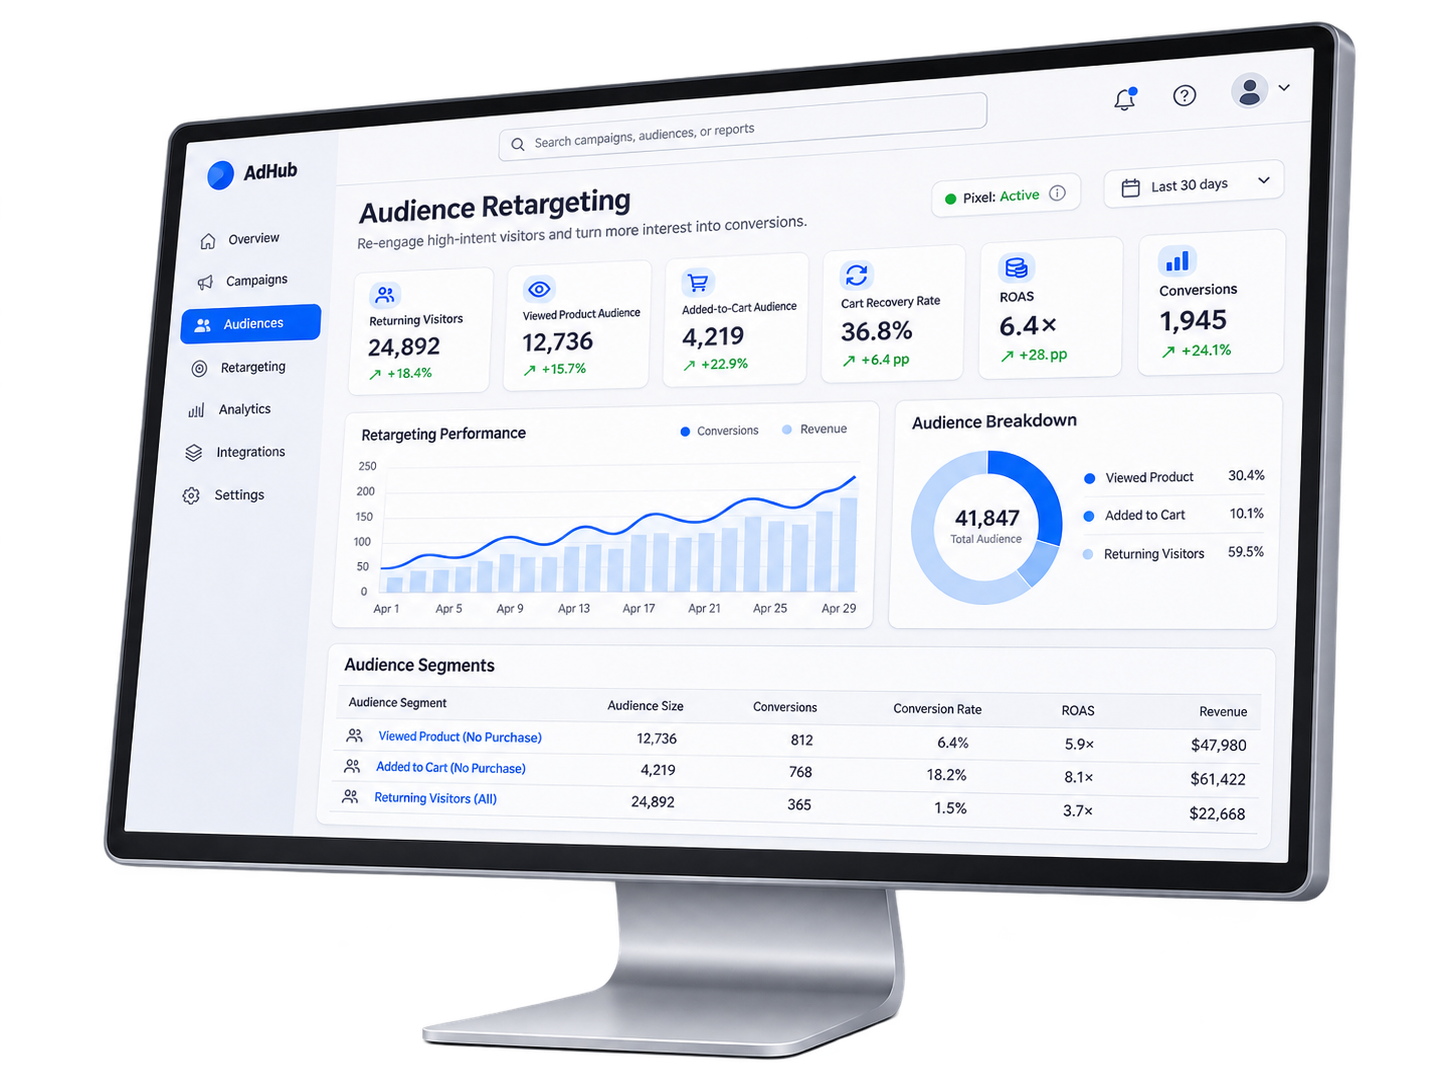 Search campaigns, audiences, or reports
AdHub
Overview
Campaigns
Audiences
Retargeting
Analytics
Integrations
Settings
Audience Retargeting
Re-engage high-intent visitors and turn more interest into conversions.
Pixel: Active
Last 30 days
Returning Visitors
24,892
+18.4%
Viewed Product Audience
12,736
+15.7%
Added-to-Cart Audience
4,219
+22.9%
Cart Recovery Rate
36.8%
+6.4 pp
ROAS
6.4×
+28. pp
Conversions
1,945
+24.1%
Retargeting Performance
Conversions
Revenue
250
200
150
100
50
0
Apr 1 Apr 5 Apr 9 Apr 13 Apr 17 Apr 21 Apr 25 Apr 29
Audience Breakdown
41,847
Total Audience
Viewed Product 30.4%
Added to Cart 10.1%
Returning Visitors 59.5%
Audience Segments
Audience Segment Audience Size Conversions Conversion Rate ROAS Revenue
Viewed Product (No Purchase) 12,736 812 6.4% 5.9× $47,980
Added to Cart (No Purchase) 4,219 768 18.2% 8.1× $61,422
Returning Visitors (All) 24,892 365 1.5% 3.7× $22,668